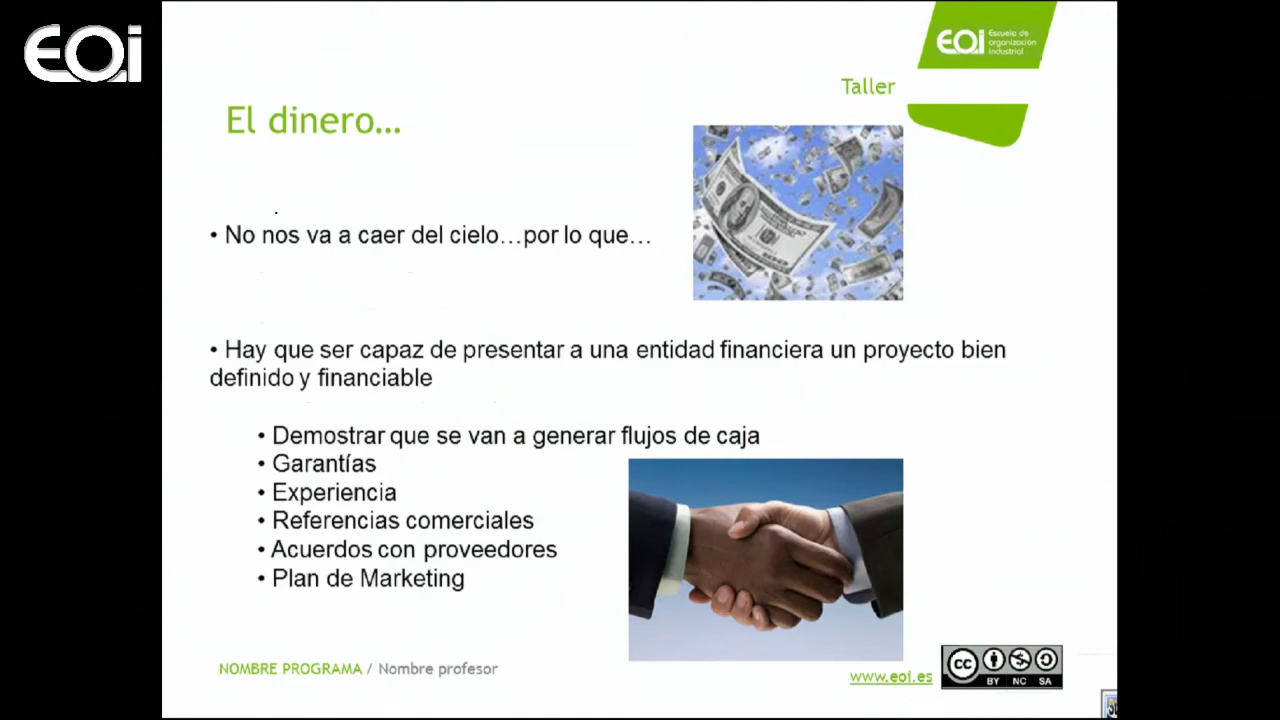 EOi
EOi Escuela de
organización
industrial
Taller
El dinero...
• No nos va a caer del cielo…por lo que…
• Hay que ser capaz de presentar a una entidad financiera un proyecto bien
definido y financiable
• Demostrar que se van a generar flujos de caja
• Garantías
• Experiencia
• Referencias comerciales
• Acuerdos con proveedores
• Plan de Marketing
NOMBRE PROGRAMA / Nombre profesor
www.eoi.es
cc
BY NC SA